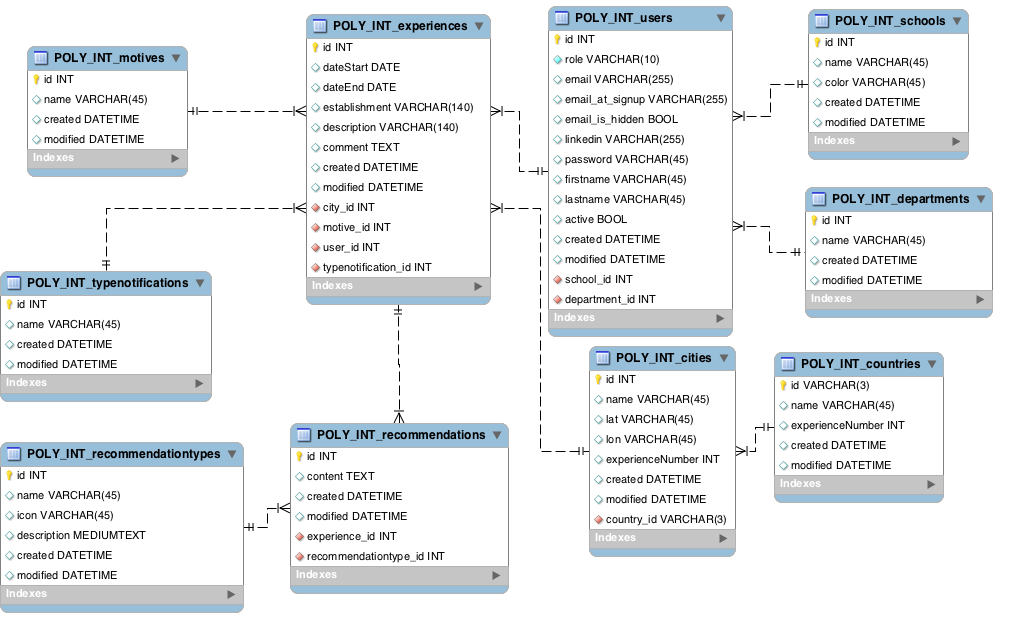 POLY_INT_motives
id INT
name VARCHAR(45)
created DATETIME
modified DATETIME
Indexes
POLY_INT_experiences
id INT
dateStart DATE
dateEnd DATE
establishment VARCHAR(140)
description VARCHAR(140)
comment TEXT
created DATETIME
modified DATETIME
city_id INT
motive_id INT
user_id INT
typenotification_id INT
Indexes
POLY_INT_users
id INT
role VARCHAR(10)
email VARCHAR(255)
email_at_signup VARCHAR(255)
email_is_hidden BOOL
linkedin VARCHAR(255)
password VARCHAR(45)
firstname VARCHAR(45)
lastname VARCHAR(45)
active BOOL
created DATETIME
modified DATETIME
school_id INT
department_id INT
Indexes
POLY_INT_schools
id INT
name VARCHAR(45)
color VARCHAR(45)
created DATETIME
modified DATETIME
Indexes
POLY_INT_departments
id INT
name VARCHAR(45)
created DATETIME
modified DATETIME
Indexes
POLY_INT_typenotifications
id INT
name VARCHAR(45)
created DATETIME
modified DATETIME
Indexes
POLY_INT_cities
id INT
name VARCHAR(45)
lat VARCHAR(45)
lon VARCHAR(45)
experienceNumber INT
created DATETIME
modified DATETIME
country_id VARCHAR(3)
Indexes
POLY_INT_countries
id VARCHAR(3)
name VARCHAR(45)
experienceNumber INT
created DATETIME
modified DATETIME
Indexes
POLY_INT_recommendationtypes
id INT
name VARCHAR(45)
icon VARCHAR(45)
description MEDIUMTEXT
created DATETIME
modified DATETIME
Indexes
POLY_INT_recommendations
id INT
content TEXT
created DATETIME
modified DATETIME
experience_id INT
recommendationtype_id INT
Indexes